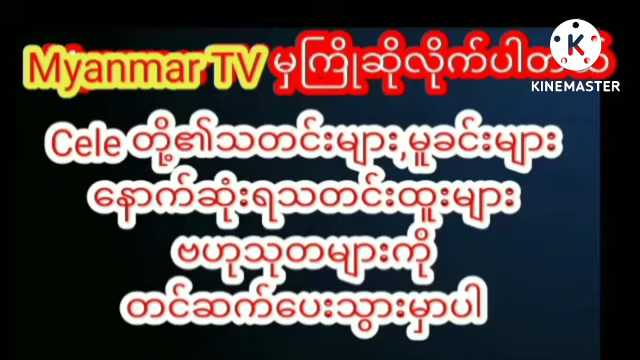 Myanmar TV မှကြိုဆိုလိုက်ပါတယ်
KINEMASTER
Cele တို့၏သတင်းများ,မူခင်းများ
နောက်ဆုံးရသတင်းထူးများ
ဗဟုသုတများကို
တင်ဆက်ပေးသွားမှာပါ